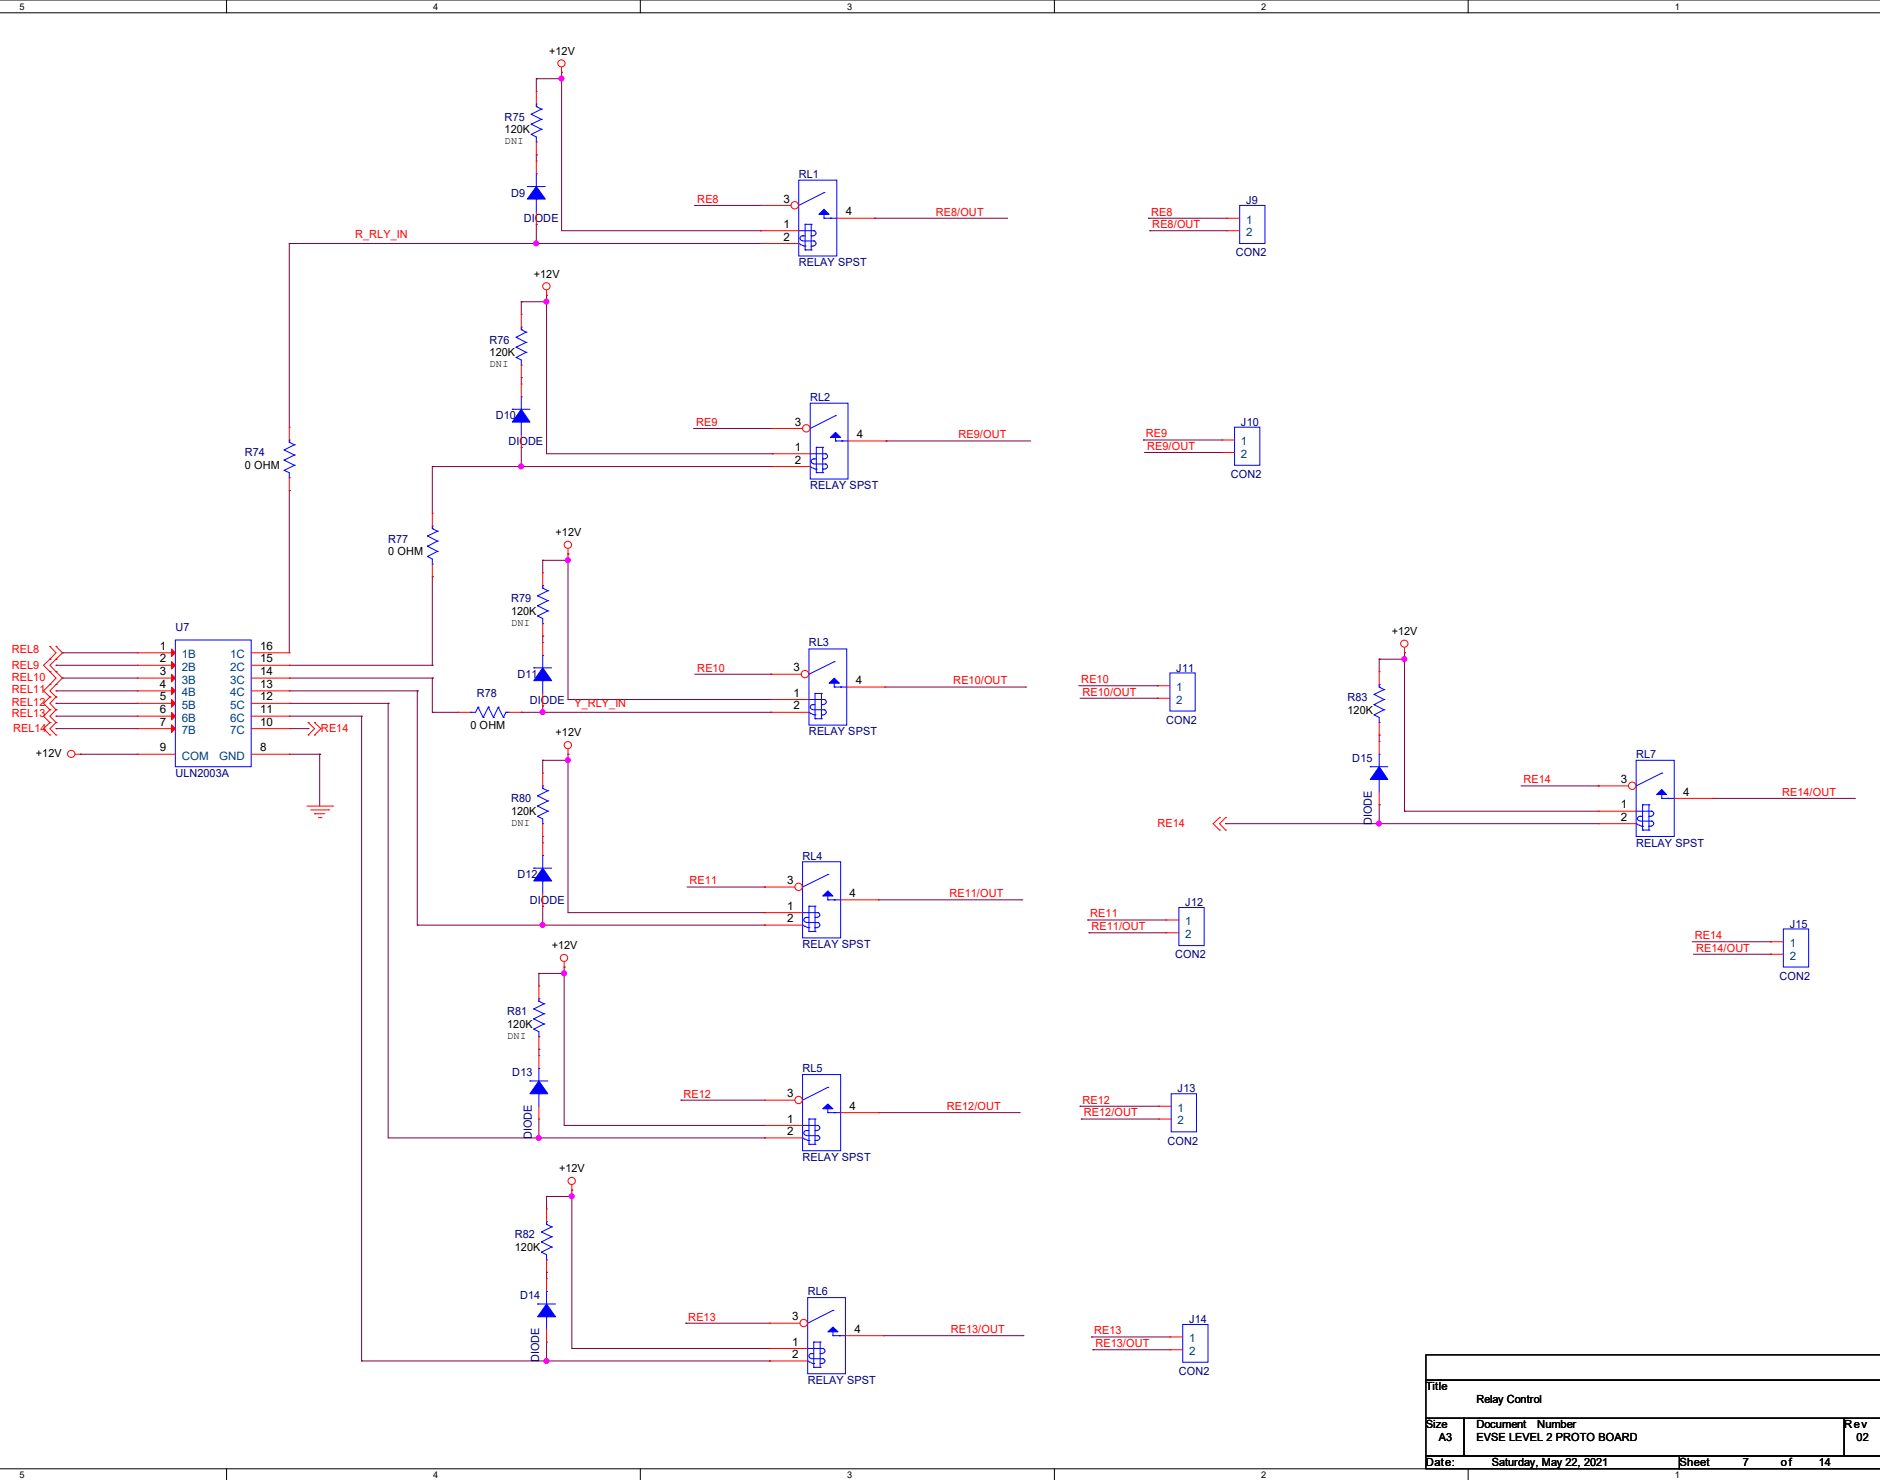 5 4 3 2 1
+12V
R75
120K
DNI
D9
DIODE
R_RLY_IN
RL1
RE8 3
4 RE8/OUT
1
2
RELAY SPST
J9
RE8 1
RE8/OUT 2
CON2
+12V
R76
120K
DNI
D10
DIODE
RL2
RE9 3
4 RE9/OUT
1
2
RELAY SPST
J10
RE9 1
RE9/OUT 2
CON2
R74
0 OHM
R77
0 OHM
+12V
R79
120K
DNI
D11
DIODE
Y_RLY_IN
R78
0 OHM
RL3
RE10 3
4 RE10/OUT
1
2
RELAY SPST
J11
RE10 1
RE10/OUT 2
CON2
U7
REL8 1 1B 1C 16
REL9 2 2B 2C 15
REL10 3 3B 3C 14
REL11 4 4B 4C 13
REL12 5 5B 5C 12
REL13 6 6B 6C 11
REL14 7 7B 7C 10 RE14
+12V 9 COM GND 8
ULN2003A
+12V
R80
120K
DNI
D12
DIODE
RL4
RE11 3
4 RE11/OUT
1
2
RELAY SPST
J12
RE11 1
RE11/OUT 2
CON2
+12V
R83
120K
D15
DIODE
RE14
RL7
RE14 3
4 RE14/OUT
1
2
RELAY SPST
J15
RE14 1
RE14/OUT 2
CON2
+12V
R81
120K
DNI
D13
DIODE
RL5
RE12 3
4 RE12/OUT
1
2
RELAY SPST
J13
RE12 1
RE12/OUT 2
CON2
+12V
R82
120K
D14
DIODE
RL6
RE13 3
4 RE13/OUT
1
2
RELAY SPST
J14
RE13 1
RE13/OUT 2
CON2
Title
Relay Control
Size Document Number Rev
A3 EVSE LEVEL 2 PROTO BOARD 02
Date: Saturday, May 22, 2021 Sheet 7 of 14
5 4 3 2 1